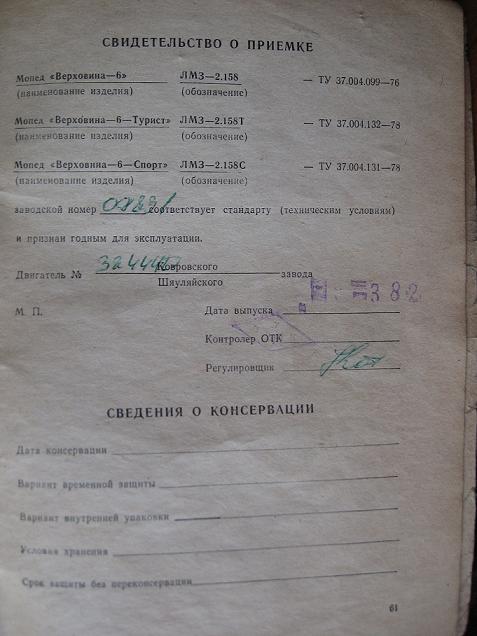 СВИДЕТЕЛЬСТВО О ПРИЕМКЕ
Мопед «Верховина—6» ЛМЗ—2.158 — ТУ 37.004.099—76
(наименование изделия) (обозначение)
Мопед «Верховина—6—Турист» ЛМЗ—2.158Т — ТУ 37.004.132—78
(наименование изделия) (обозначение)
Мопед «Верховина—6—Спорт» ЛМЗ—2.158С — ТУ 37.004.131—78
(наименование изделия) (обозначение)
заводской номер соответствует стандарту (техническим условиям)
и признан годным для эксплуатации.
Двигатель № Ковровского завода
Шяуляйского
М. П. Дата выпуска
Контролер ОТК
Регулировщик
СВЕДЕНИЯ О КОНСЕРВАЦИИ
Дата консервации
Вариант временной защиты
Вариант внутренней упаковки
Условия хранения
Срок защиты без переконсервации
61